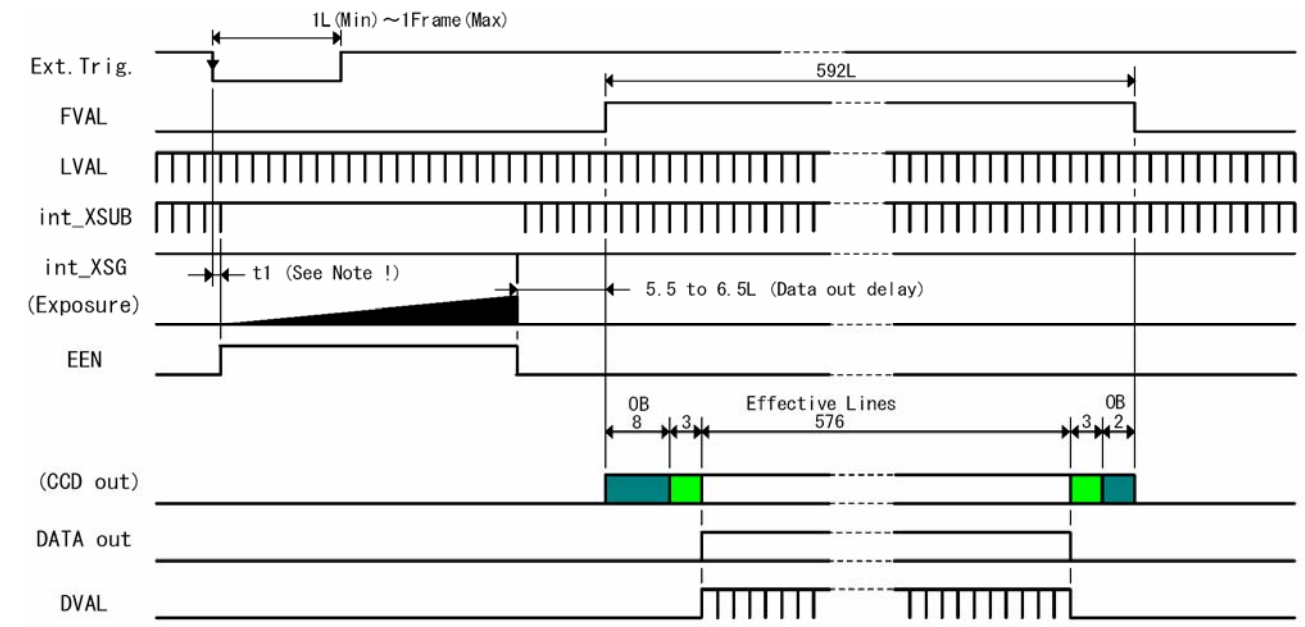 1L(Min)～1Frame(Max)
Ext.Trig.
592L
FVAL
LVAL
int_XSUB
int_XSG
t1 (See Note !)
(Exposure)
5.5 to 6.5L (Data out delay)
EEN
OB
Effective Lines
OB
8
3
576
3
2
(CCD out)
DATA out
DVAL